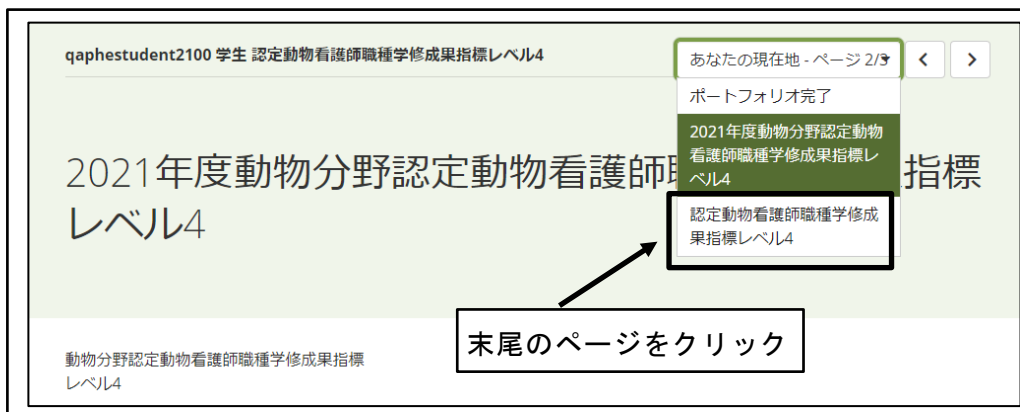 qaphestudent2100 学生 認定動物看護師職種学修成果指標レベル4
あなたの現在地 - ページ 2/3
ポートフォリオ完了
2021年度動物分野認定動物
看護師職種学修成果指標レ
ベル4
認定動物看護師職種学修成
果指標レベル4
2021年度動物分野認定動物看護師
指標
レベル4
末尾のページをクリック
動物分野認定動物看護師職種学修成果指標
レベル4